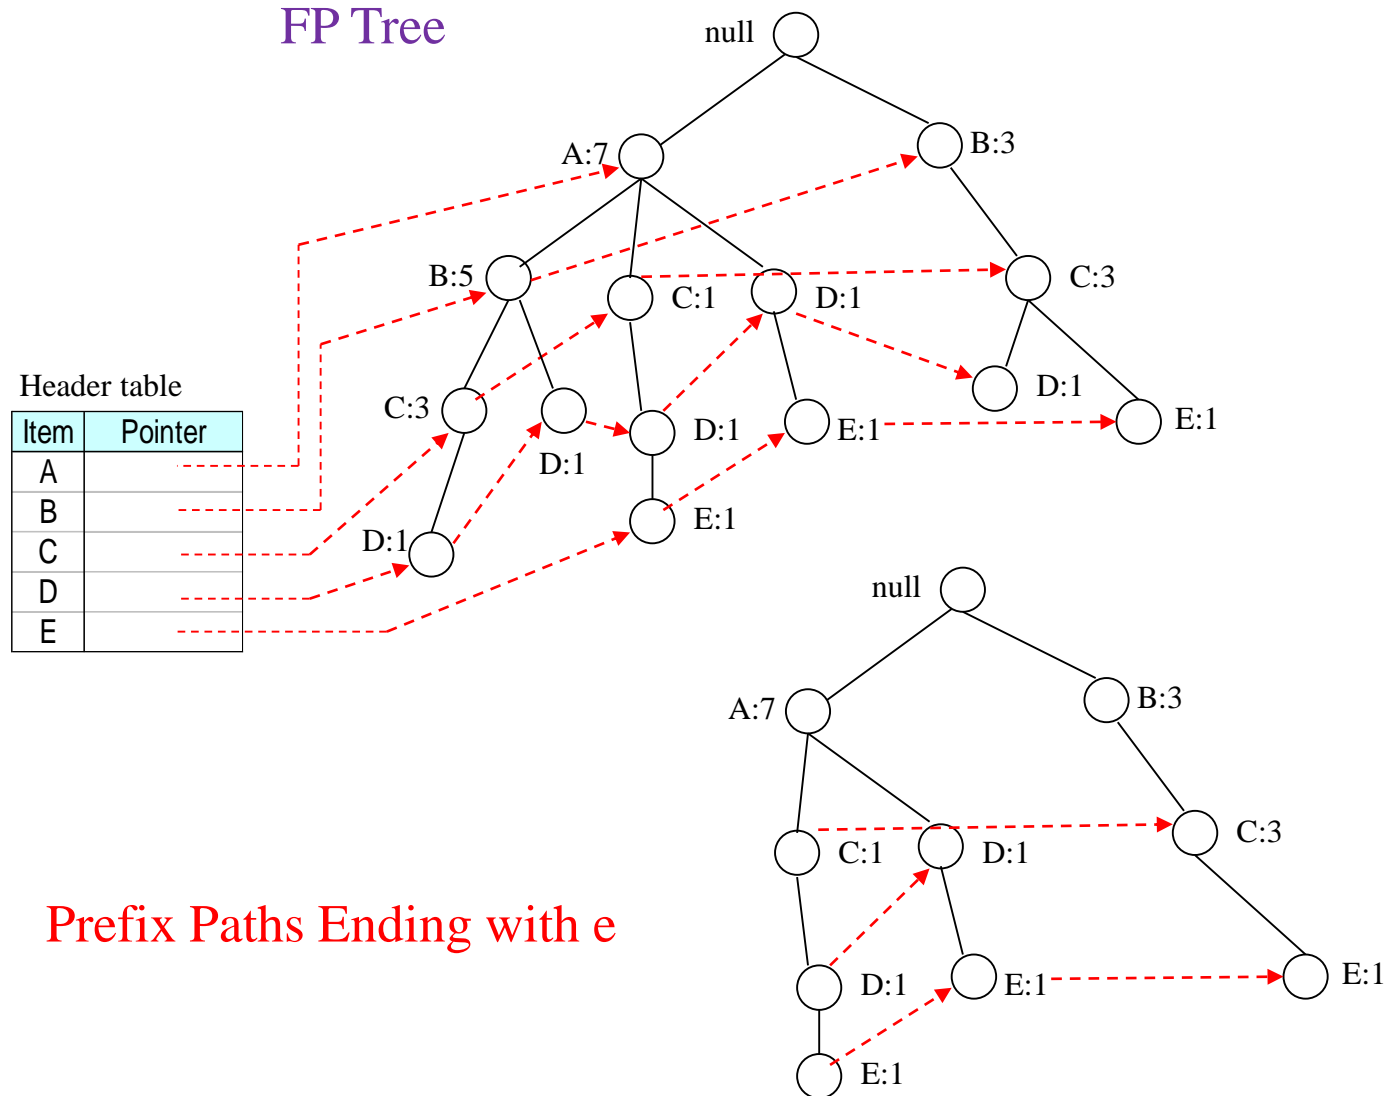 FP Tree
null
A:7
B:3
B:5
C:1
D:1
C:3
Header table
Item Pointer
A
B
C
D
E
C:3
D:1
D:1
E:1
D:1
E:1
D:1
E:1
null
A:7
B:3
C:1
D:1
C:3
Prefix Paths Ending with e
D:1
E:1
E:1
E:1